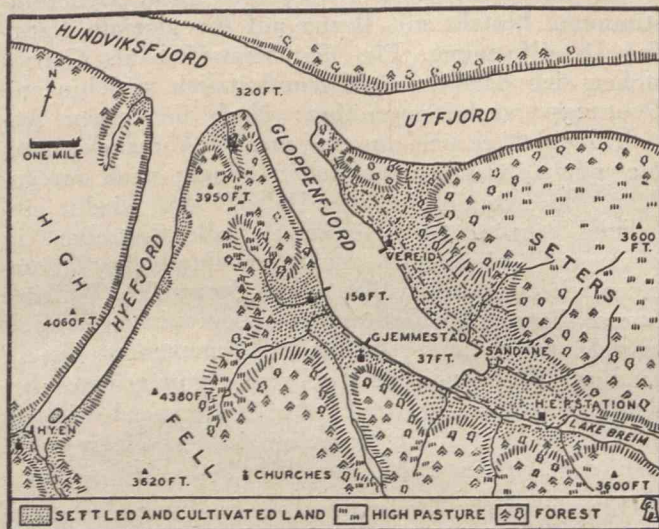 HUNDVIKSFJORD
N
ONE MILE
320 FT.
UTFJORD
GLOPPENFJORD
3950 FT.
HIGH
HYEFJORD
VEREID
SETERS
3600 FT.
4060 FT.
158 FT.
GJEMMESTAD
37 FT.
SANDANE
H.E.P. STATION
LAKE BREIM
4380 FT.
HYEN
FELL
3620 FT.
CHURCHES
3600 FT.
SETTLED AND CULTIVATED LAND
HIGH PASTURE
FOREST